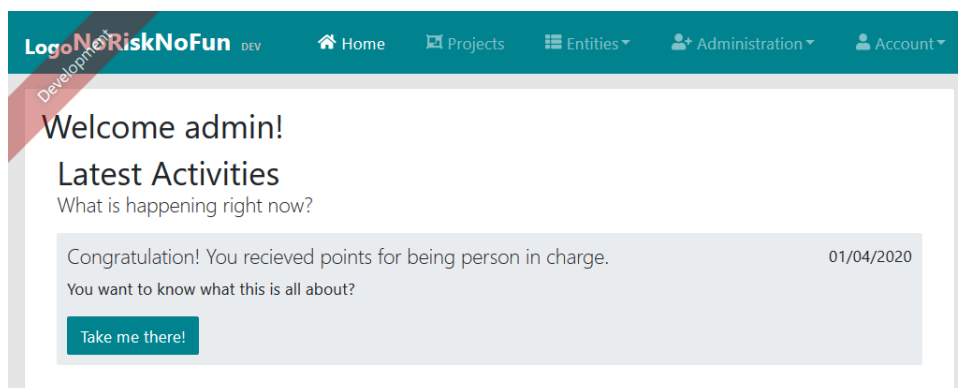 Logo NoRiskNoFun DEV Home Projects Entities Administration Account
Development
Welcome admin!
Latest Activities
What is happening right now?
Congratulation! You recieved points for being person in charge. 01/04/2020
You want to know what this is all about?
Take me there!